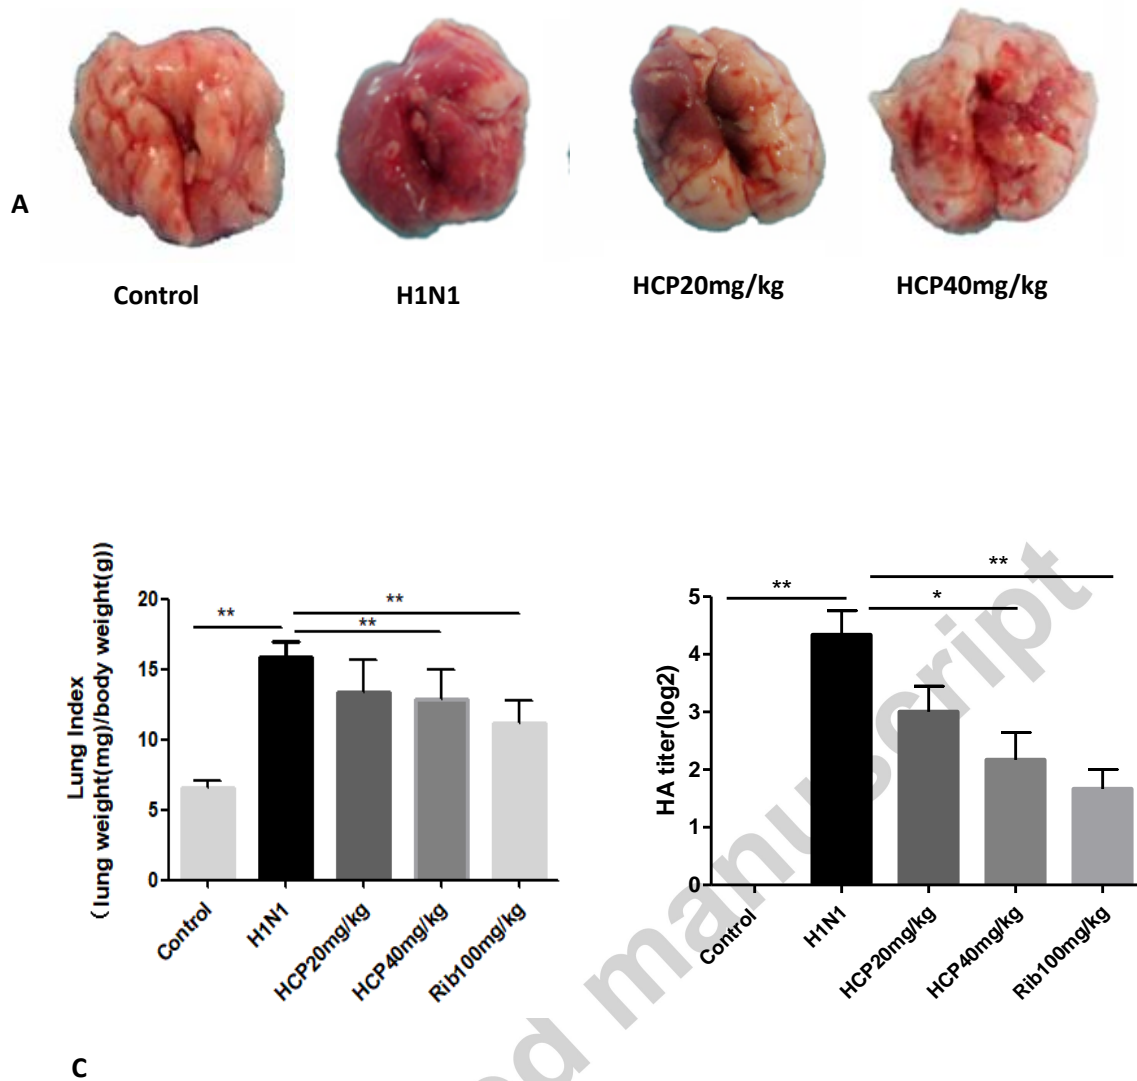 A
Control
H1N1
HCP20mg/kg
HCP40mg/kg
Lung Index
(lung weight(mg)/body weight(g))
20
15
10
5
0
**
**
**
Control
H1N1
HCP20mg/kg
HCP40mg/kg
Rib100mg/kg
HA titer(log2)
5
4
3
2
1
0
**
*
**
Control
H1N1
HCP20mg/kg
HCP40mg/kg
Rib100mg/kg
ed manuscript
C